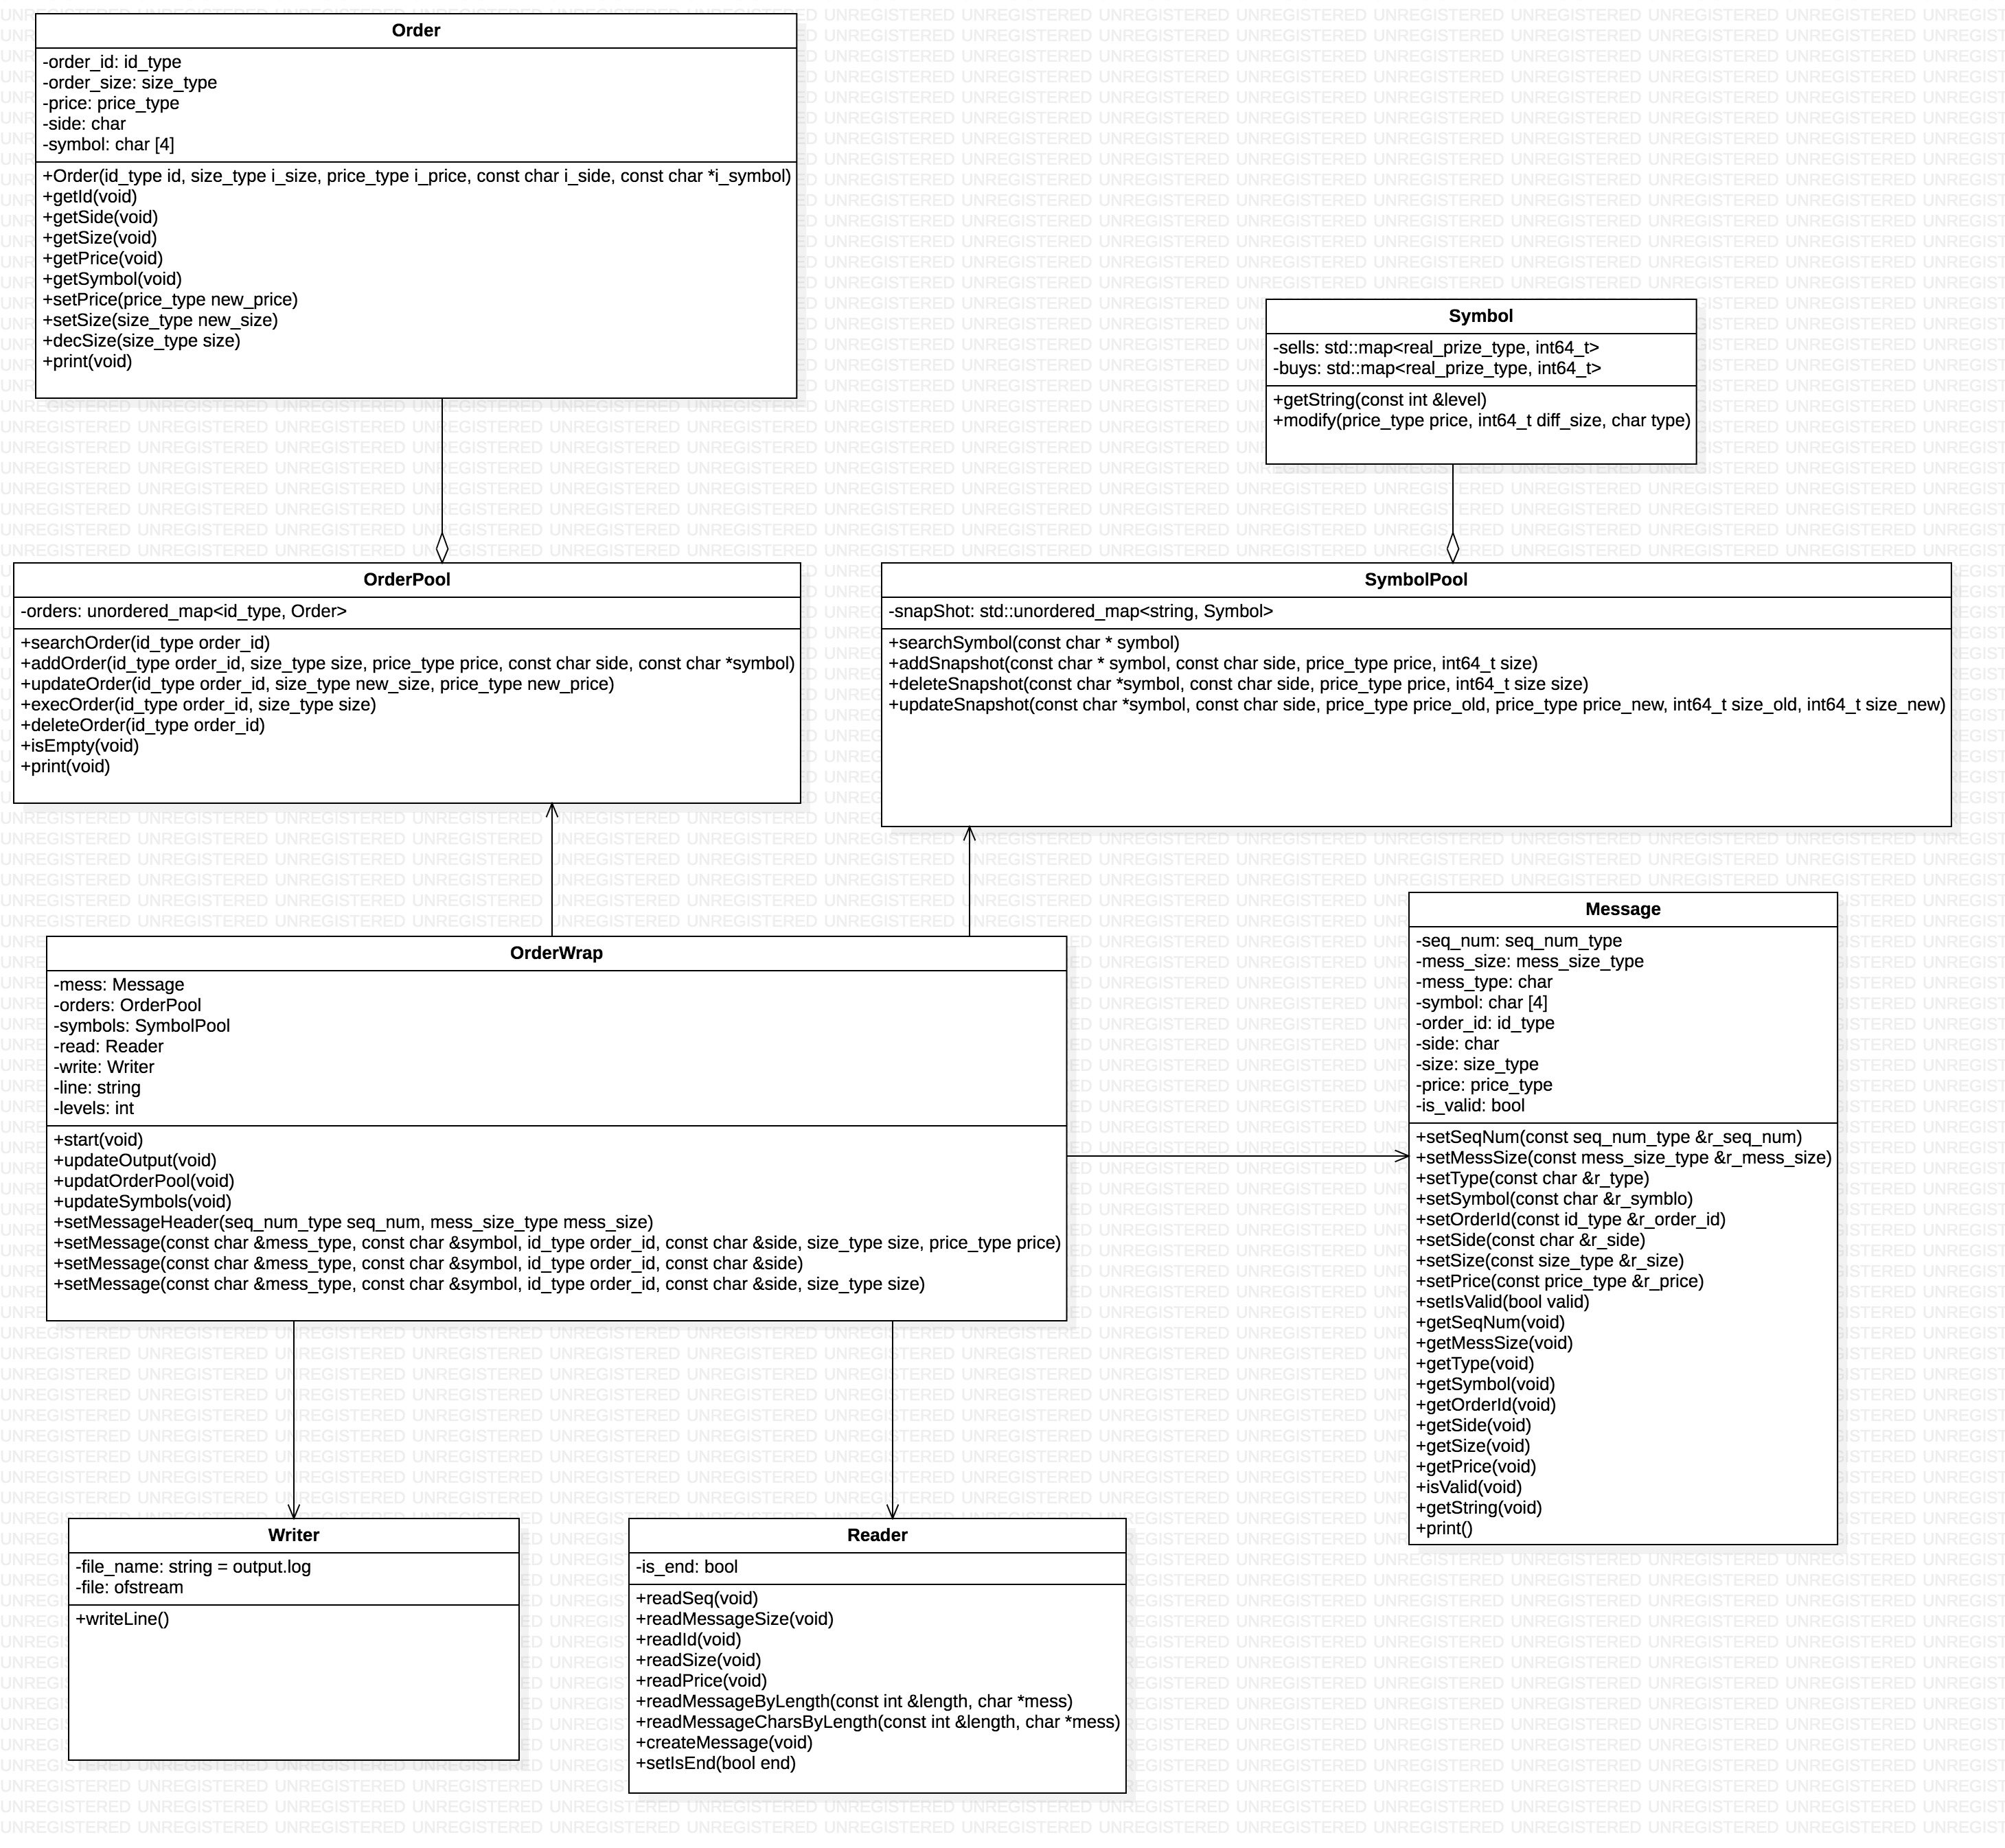 Order
-order_id: id_type
-order_size: size_type
-price: price_type
-side: char
-symbol: char [4]
+Order(id_type id, size_type i_size, price_type i_price, const char i_side, const char *i_symbol)
+getId(void)
+getSide(void)
+getSize(void)
+getPrice(void)
+getSymbol(void)
+setPrice(price_type new_price)
+setSize(size_type new_size)
+decSize(size_type size)
+print(void)
Symbol
-sells: std::map<real_prize_type, int64_t>
-buys: std::map<real_prize_type, int64_t>
+getString(const int &level)
+modify(price_type price, int64_t diff_size, char type)
OrderPool
-orders: unordered_map<id_type, Order>
+searchOrder(id_type order_id)
+addOrder(id_type order_id, size_type size, price_type price, const char side, const char *symbol)
+updateOrder(id_type order_id, size_type new_size, price_type new_price)
+execOrder(id_type order_id, size_type size)
+deleteOrder(id_type order_id)
+isEmpty(void)
+print(void)
SymbolPool
-snapShot: std::unordered_map<string, Symbol>
+searchSymbol(const char * symbol)
+addSnapshot(const char * symbol, const char side, price_type price, int64_t size)
+deleteSnapshot(const char *symbol, const char side, price_type price, int64_t size size)
+updateSnapshot(const char *symbol, const char side, price_type price_old, price_type price_new, int64_t size_old, int64_t size_new)
OrderWrap
-mess: Message
-orders: OrderPool
-symbols: SymbolPool
-read: Reader
-write: Writer
-line: string
-levels: int
+start(void)
+updateOutput(void)
+updatOrderPool(void)
+updateSymbols(void)
+setMessageHeader(seq_num_type seq_num, mess_size_type mess_size)
+setMessage(const char &mess_type, const char &symbol, id_type order_id, const char &side, size_type size, price_type price)
+setMessage(const char &mess_type, const char &symbol, id_type order_id, const char &side)
+setMessage(const char &mess_type, const char &symbol, id_type order_id, const char &side, size_type size)
Message
-seq_num: seq_num_type
-mess_size: mess_size_type
-mess_type: char
-symbol: char [4]
-order_id: id_type
-side: char
-size: size_type
-price: price_type
-is_valid: bool
+setSeqNum(const seq_num_type &r_seq_num)
+setMessSize(const mess_size_type &r_mess_size)
+setType(const char &r_type)
+setSymbol(const char &r_symblo)
+setOrderId(const id_type &r_order_id)
+setSide(const char &r_side)
+setSize(const size_type &r_size)
+setPrice(const price_type &r_price)
+setIsValid(bool valid)
+getSeqNum(void)
+getMessSize(void)
+getType(void)
+getSymbol(void)
+getOrderId(void)
+getSide(void)
+getSize(void)
+getPrice(void)
+isValid(void)
+getString(void)
+print()
Writer
-file_name: string = output.log
-file: ofstream
+writeLine()
Reader
-is_end: bool
+readSeq(void)
+readMessageSize(void)
+readId(void)
+readSize(void)
+readPrice(void)
+readMessageByLength(const int &length, char *mess)
+readMessageCharsByLength(const int &length, char *mess)
+createMessage(void)
+setIsEnd(bool end)
UNREGISTERED